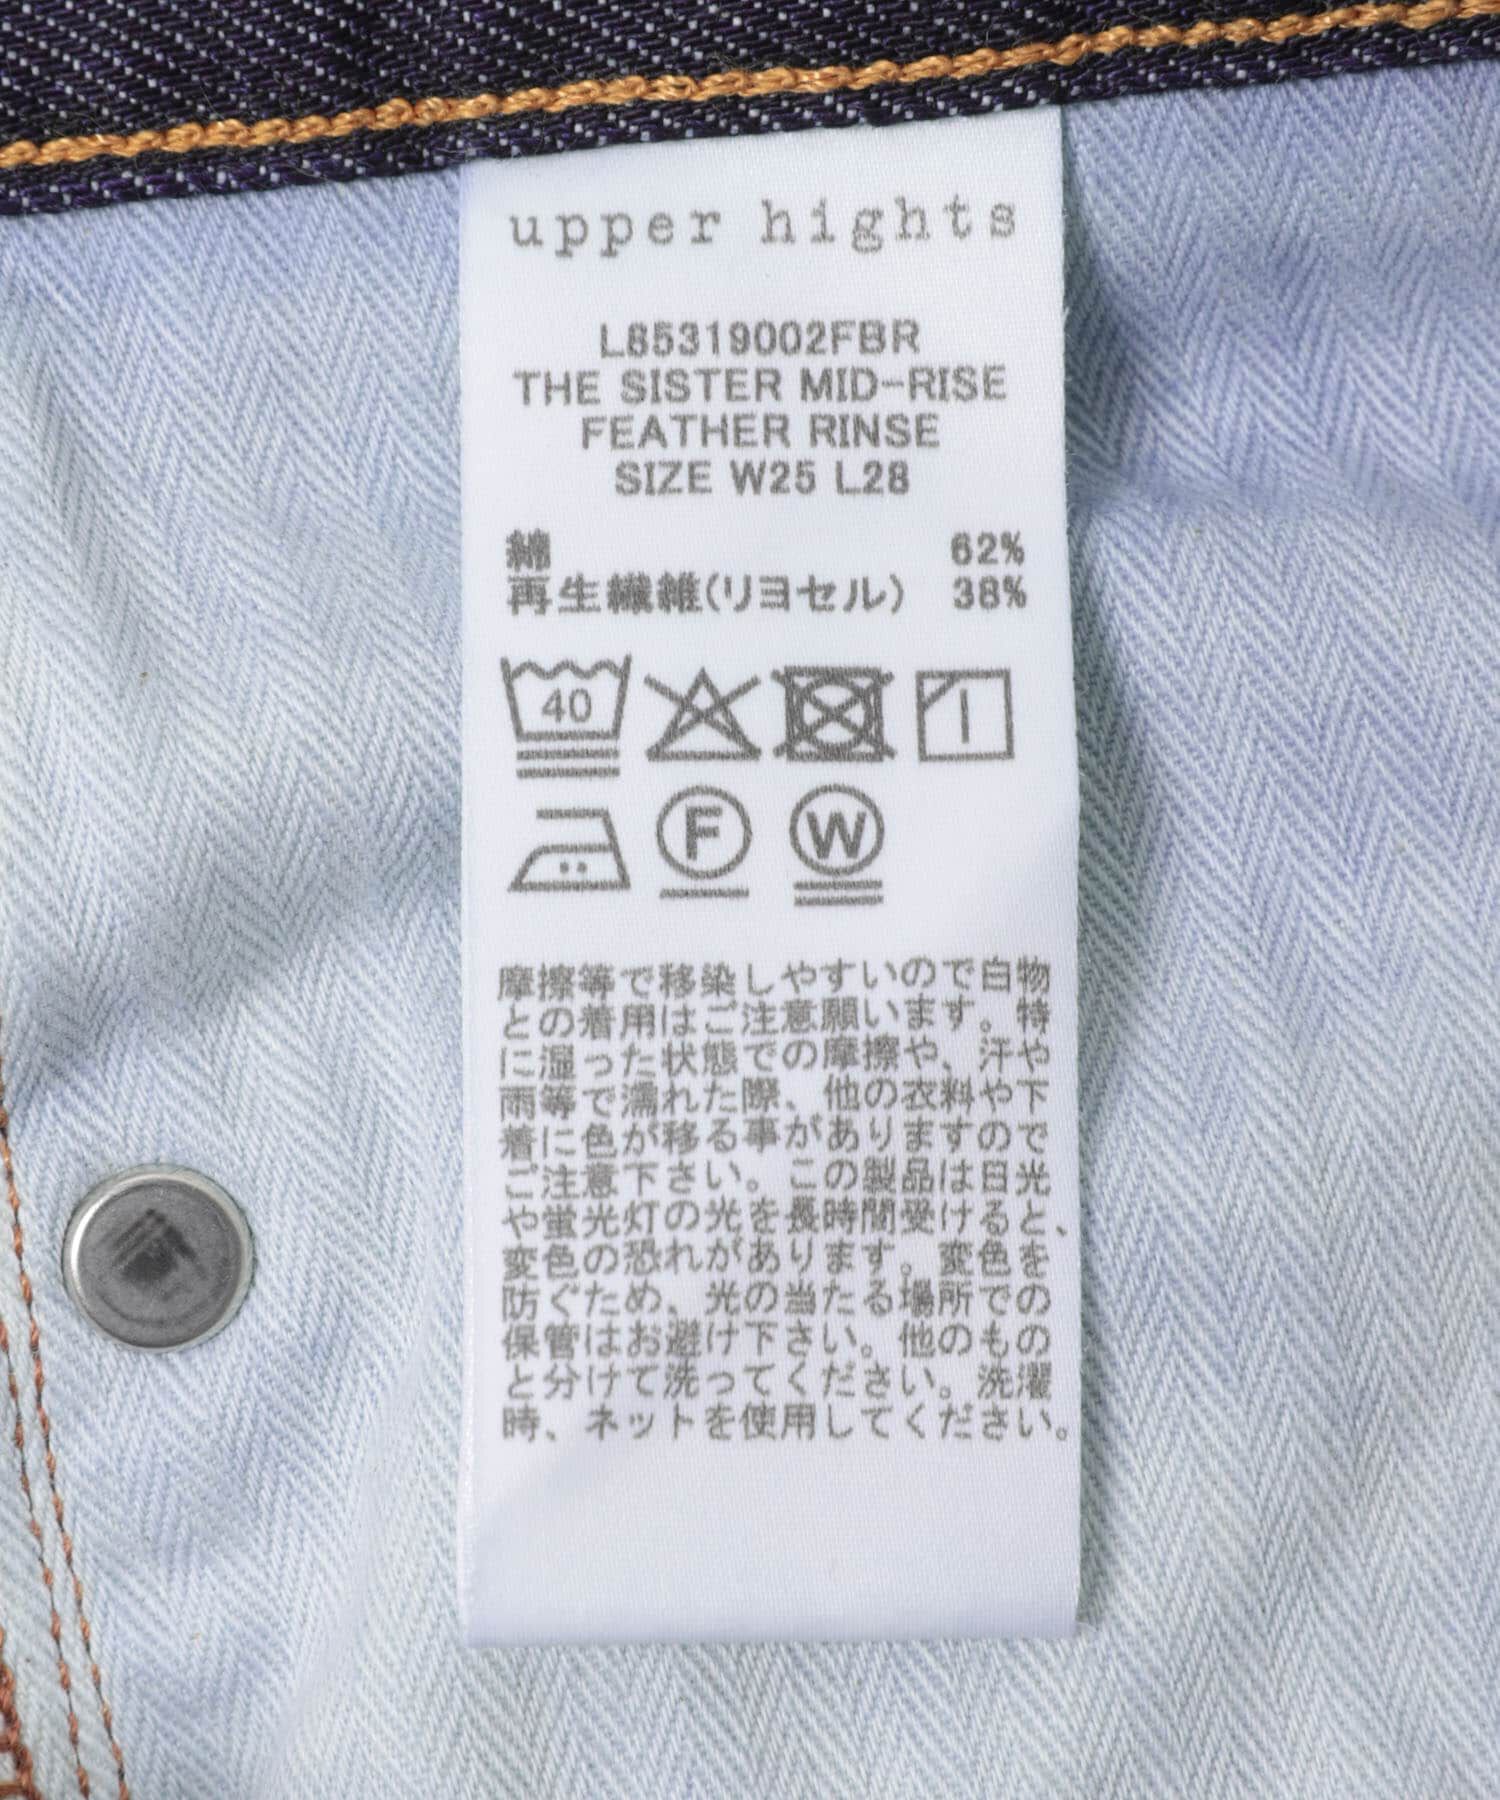 upper hights
L85319002FBR
THE SISTER MID-RISE
FEATHER RINSE
SIZE W25 L28
綿 62%
再生繊維(リヨセル) 38%
40
F W
摩擦等で移染しやすいので白物
との着用はご注意願います。特
に湿った状態での摩擦や、汗や
雨等で濡れた際、他の衣料や下
着に色が移る事がありますので
ご注意下さい。この製品は日光
や蛍光灯の光を長時間受けると、
変色の恐れがあります。変色を
防ぐため、光の当たる場所での
保管はお避け下さい。他のもの
と分けて洗ってください。洗濯
時、ネットを使用してください。